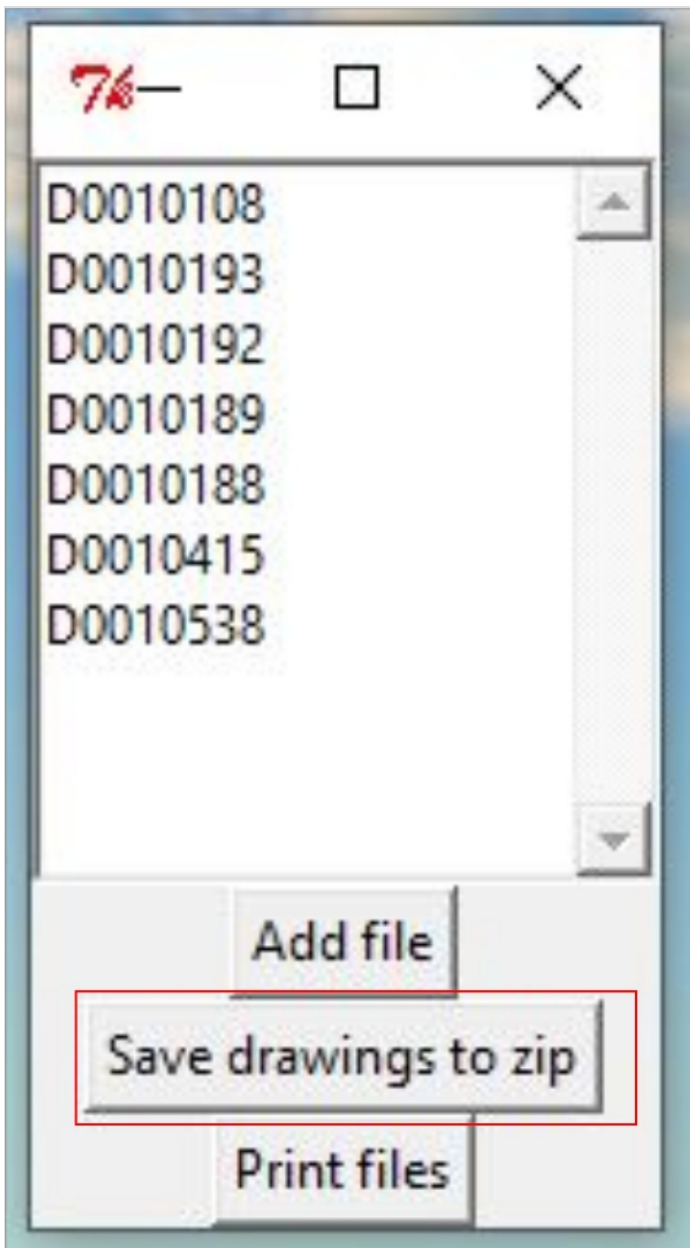 D0010108
D0010193
D0010192
D0010189
D0010188
D0010415
D0010538
Add file
Save drawings to zip
Print files